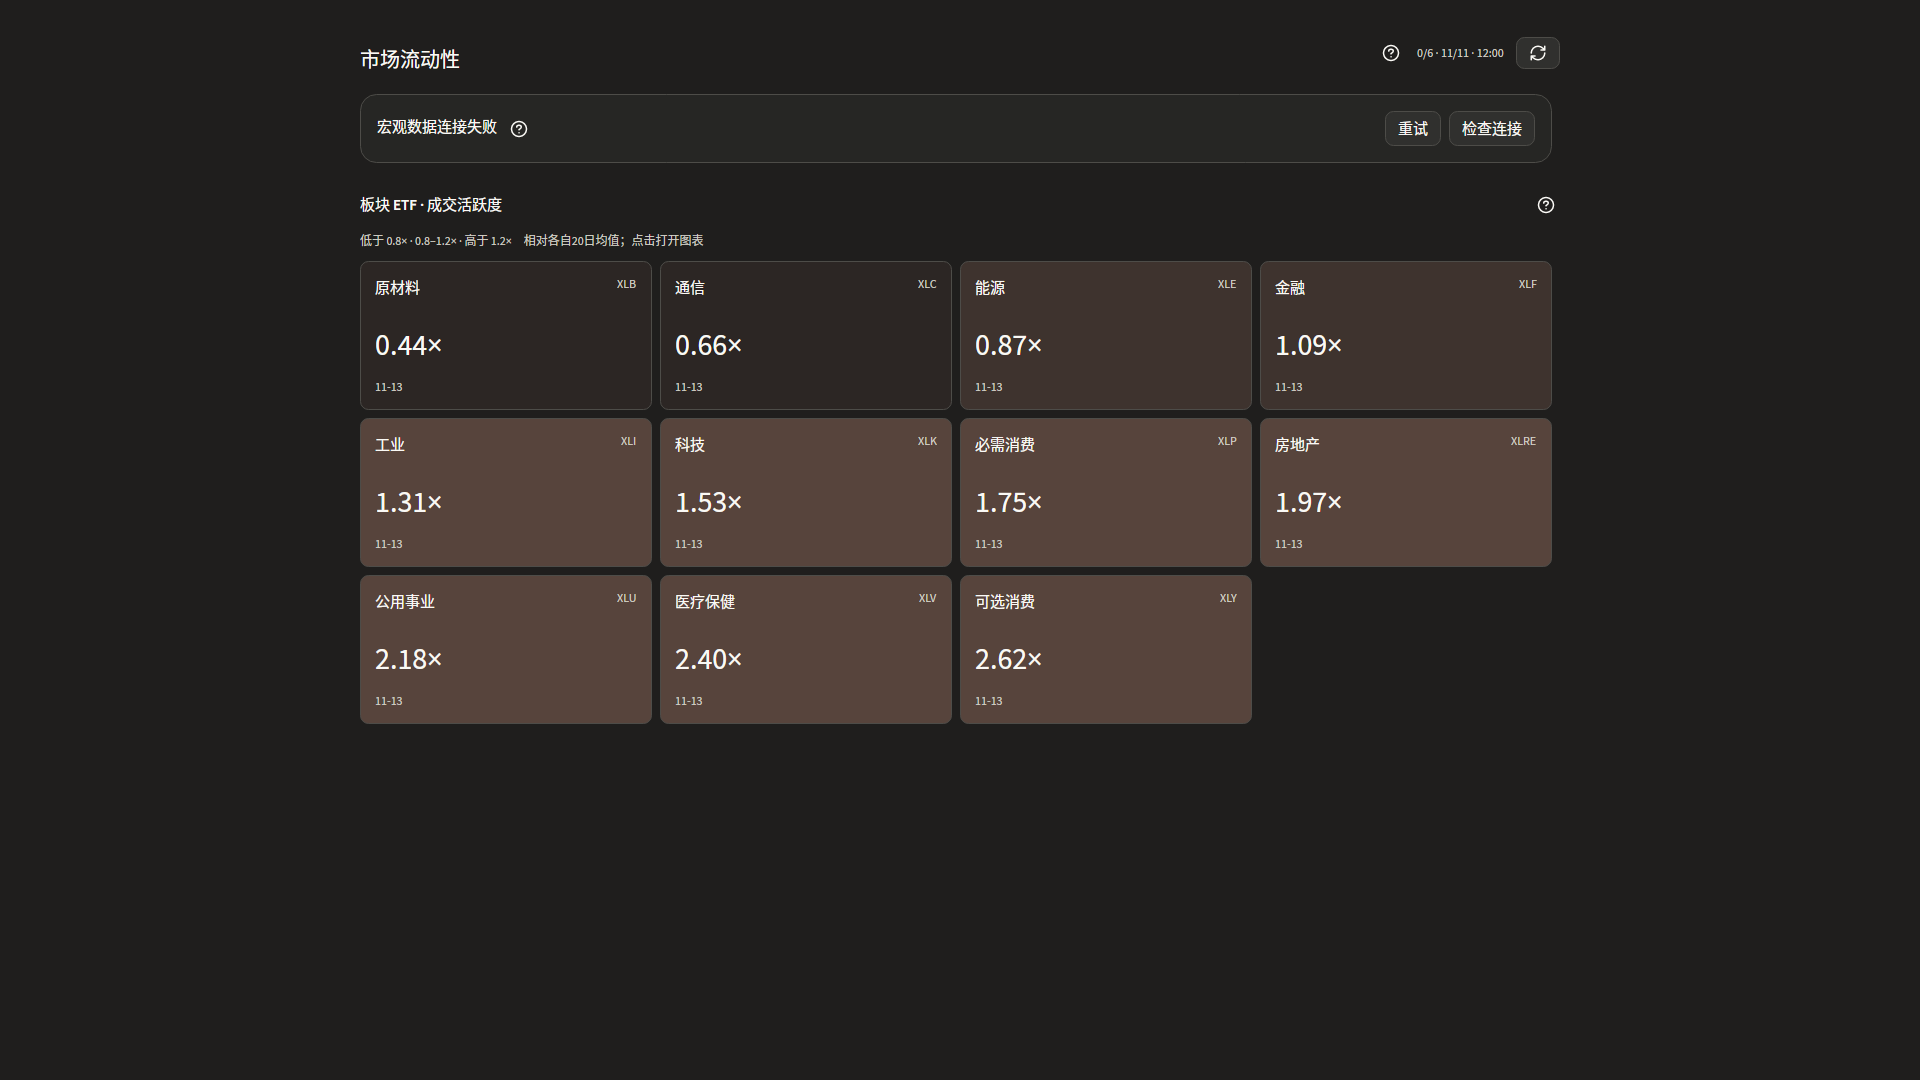 市场流动性
0/6 · 11/11 · 12:00
宏观数据连接失败
重试
检查连接
板块 ETF · 成交活跃度
低于 0.8× · 0.8–1.2× · 高于 1.2× 相对各自20日均值；点击打开图表
原材料 XLB
0.44×
11-13
通信 XLC
0.66×
11-13
能源 XLE
0.87×
11-13
金融 XLF
1.09×
11-13
工业 XLI
1.31×
11-13
科技 XLK
1.53×
11-13
必需消费 XLP
1.75×
11-13
房地产 XLRE
1.97×
11-13
公用事业 XLU
2.18×
11-13
医疗保健 XLV
2.40×
11-13
可选消费 XLY
2.62×
11-13